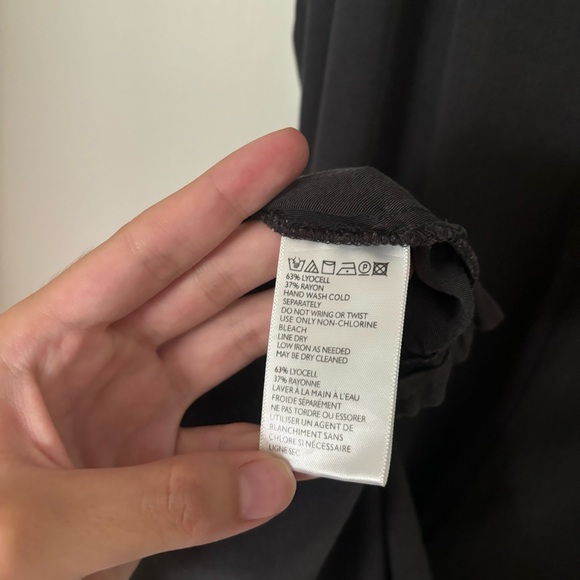 63% LYOCELL
37% RAYON
HAND WASH COLD
SEPARATELY
DO NOT WRING OR TWIST
USE ONLY NON-CHLORINE
BLEACH
LINE DRY
LOW IRON AS NEEDED
MAY BE DRY CLEANED
63% LYOCELL
37% RAYONNE
LAVER À LA MAIN À L'EAU
FROIDE SÉPARÉMENT
NE PAS TORDRE OU ESSORER
UTILISER UN AGENT DE
BLANCHIMENT SANS
CHLORE SI NÉCESSAIRE
LIGNE SEC